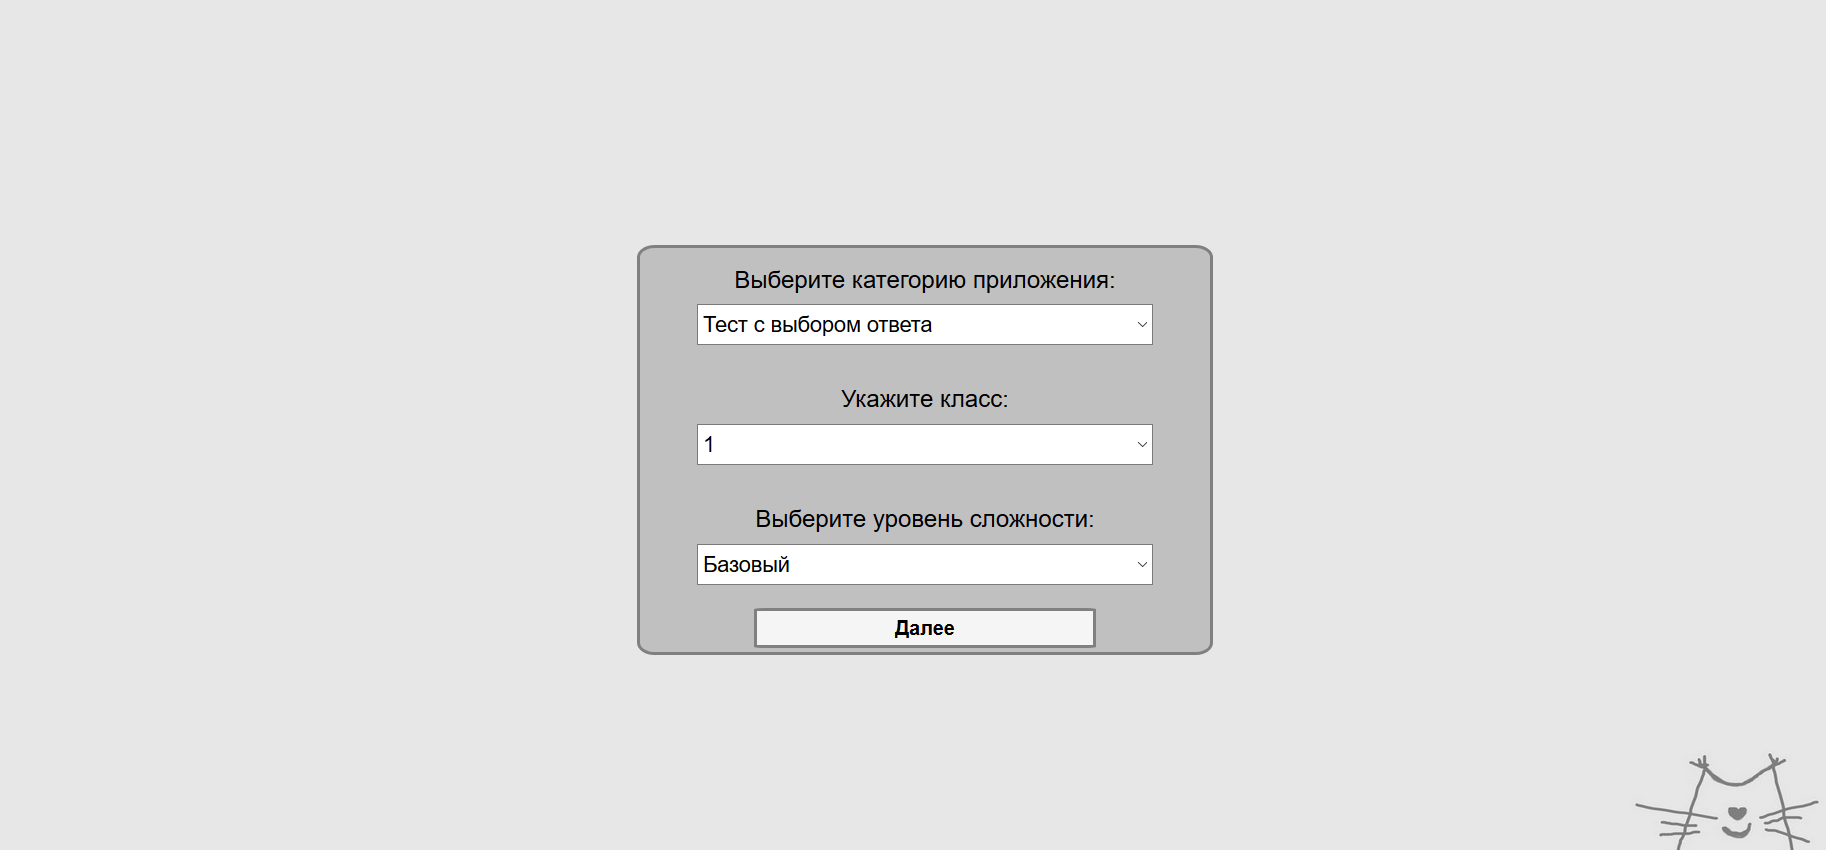 Выберите категорию приложения:
Тест с выбором ответа
Укажите класс:
1
Выберите уровень сложности:
Базовый
Далее